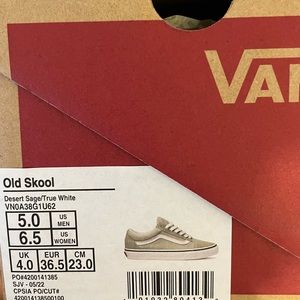 VAN
Old Skool
Desert Sage/True White
VN0A38G1U62
5.0 US MEN
6.5 US WOMEN
UK EUR CM
4.0 36.5 23.0
PO#4200141385
SJV - 05/22
CPSIA PO/CUT#
420014138500100